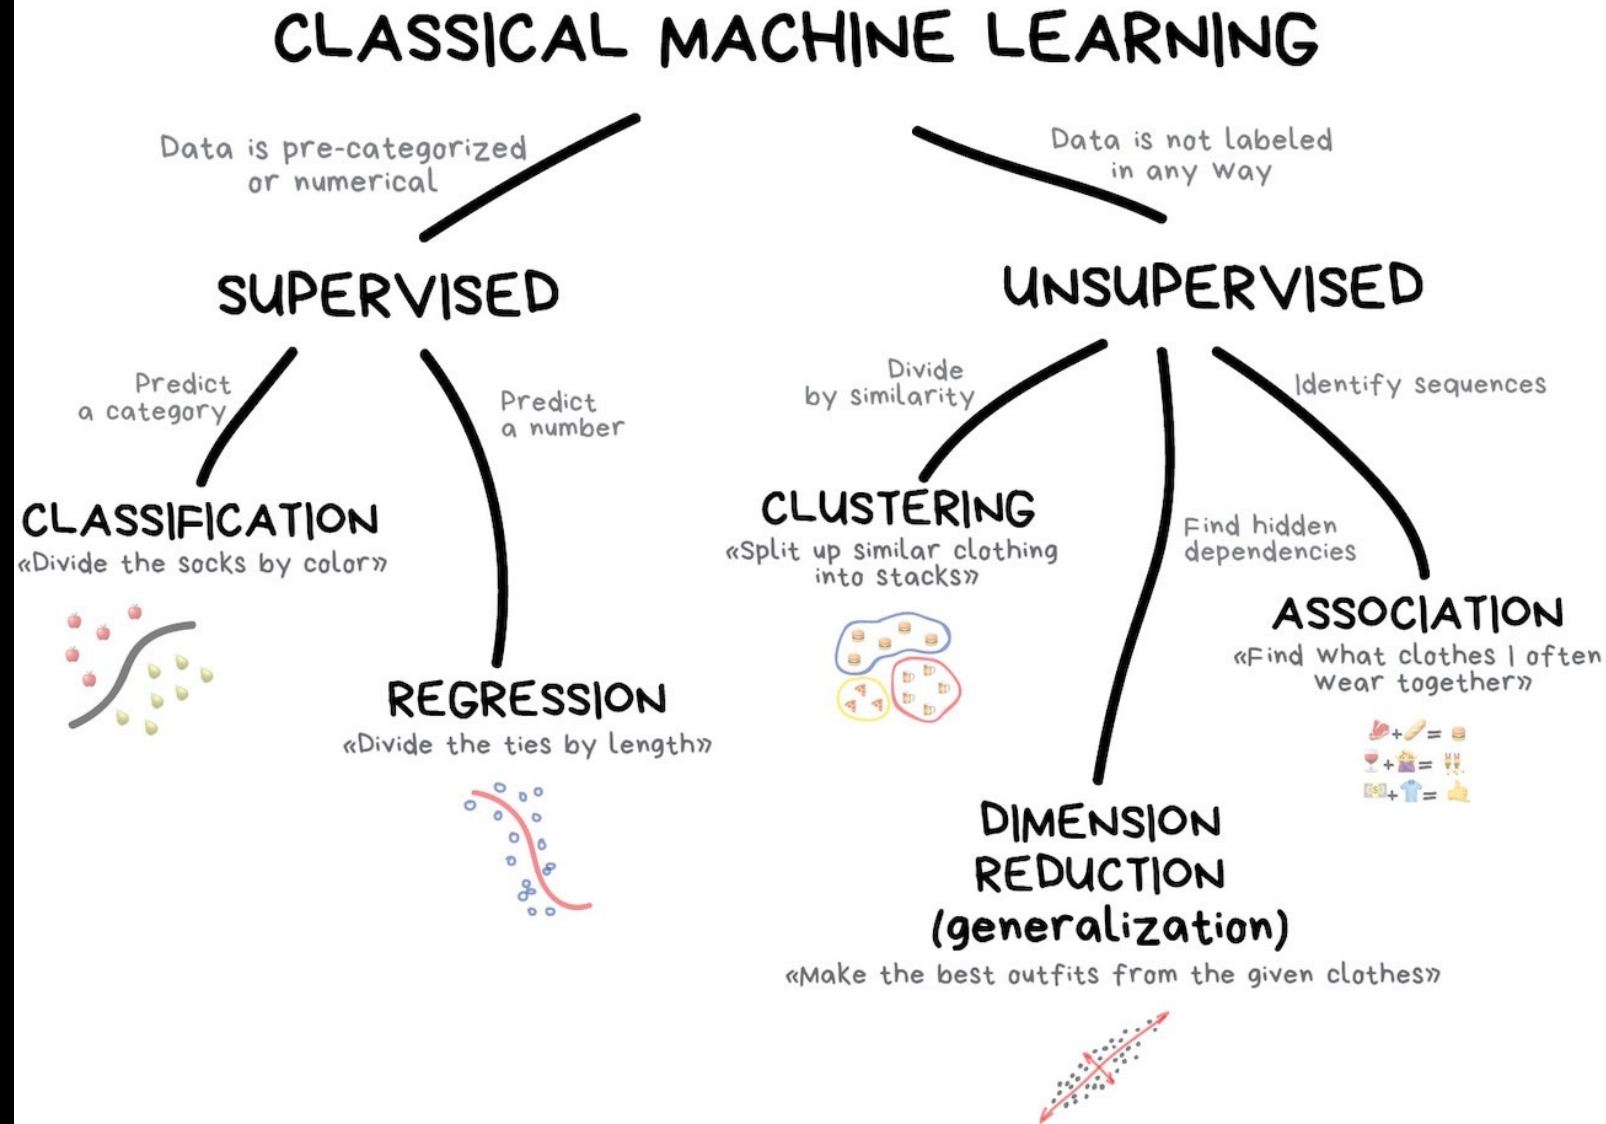 CLASSICAL MACHINE LEARNING
Data is pre-categorized
or numerical
Data is not labeled
in any way
SUPERVISED
UNSUPERVISED
Predict
a category
Predict
a number
Divide
by similarity
Identify sequences
CLASSIFICATION
«Divide the socks by color»
CLUSTERING
«Split up similar clothing
into stacks»
Find hidden
dependencies
ASSOCIATION
«Find what clothes I often
wear together»
REGRESSION
«Divide the ties by length»
+ =
+ =
+ =
DIMENSION
REDUCTION
(generalization)
«Make the best outfits from the given clothes»